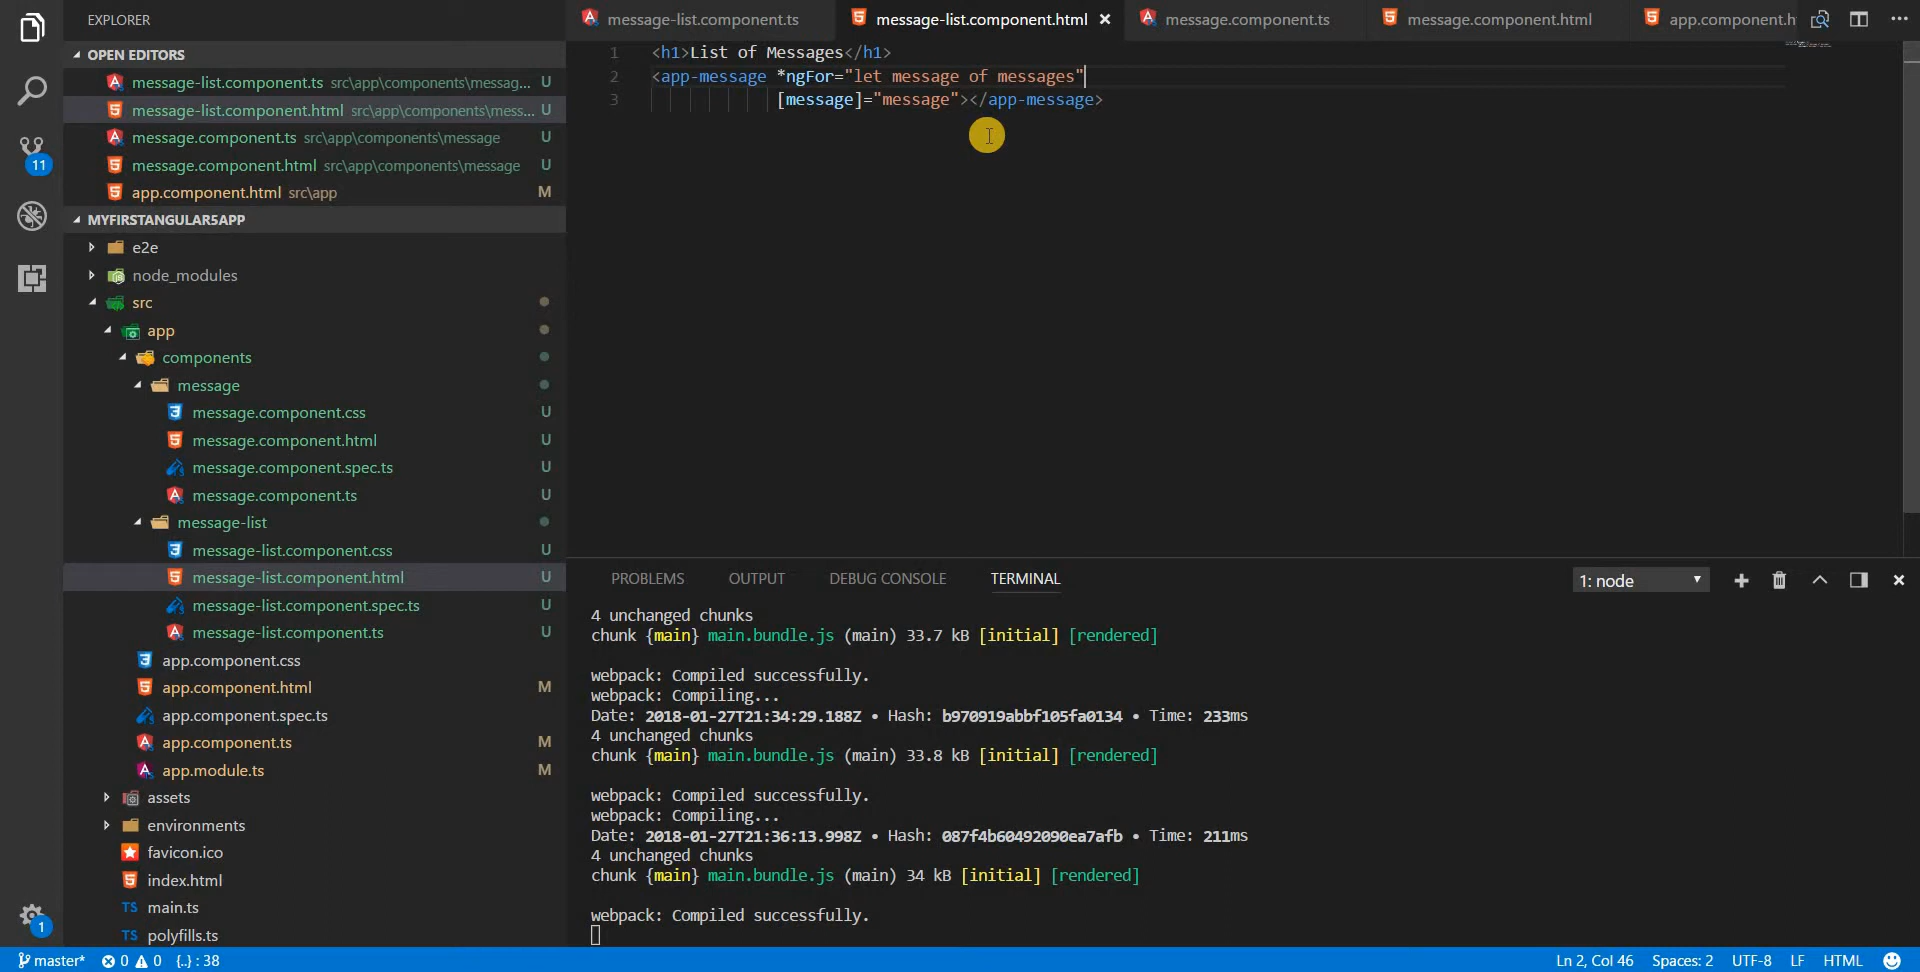 EXPLORER
OPEN EDITORS
message-list.component.ts src\app\components\messag... U
message-list.component.html src\app\components\mess... U
message.component.ts src\app\components\message U
message.component.html src\app\components\message U
app.component.html src\app M
MYFIRSTANGULAR5APP
e2e
node_modules
src
app
components
message
message.component.css U
message.component.html U
message.component.spec.ts U
message.component.ts U
message-list
message-list.component.css U
message-list.component.html U
message-list.component.spec.ts U
message-list.component.ts U
app.component.css
app.component.html M
app.component.spec.ts
app.component.ts M
app.module.ts M
assets
environments
favicon.ico
index.html
TS main.ts
TS polyfills.ts
11
1
message-list.component.ts
message-list.component.html
message.component.ts
message.component.html
app.component.h
1 <h1>List of Messages</h1>
2 <app-message *ngFor="let message of messages"
3 [message]="message"></app-message>
PROBLEMS OUTPUT DEBUG CONSOLE TERMINAL 1: node
4 unchanged chunks
chunk {main} main.bundle.js (main) 33.7 kB [initial] [rendered]
webpack: Compiled successfully.
webpack: Compiling...
Date: 2018-01-27T21:34:29.188Z • Hash: b970919abbf105fa0134 • Time: 233ms
4 unchanged chunks
chunk {main} main.bundle.js (main) 33.8 kB [initial] [rendered]
webpack: Compiled successfully.
webpack: Compiling...
Date: 2018-01-27T21:36:13.998Z • Hash: 087f4b60492090ea7afb • Time: 211ms
4 unchanged chunks
chunk {main} main.bundle.js (main) 34 kB [initial] [rendered]
webpack: Compiled successfully.
master* 0 0 {..} : 38 Ln 2, Col 46 Spaces: 2 UTF-8 LF HTML